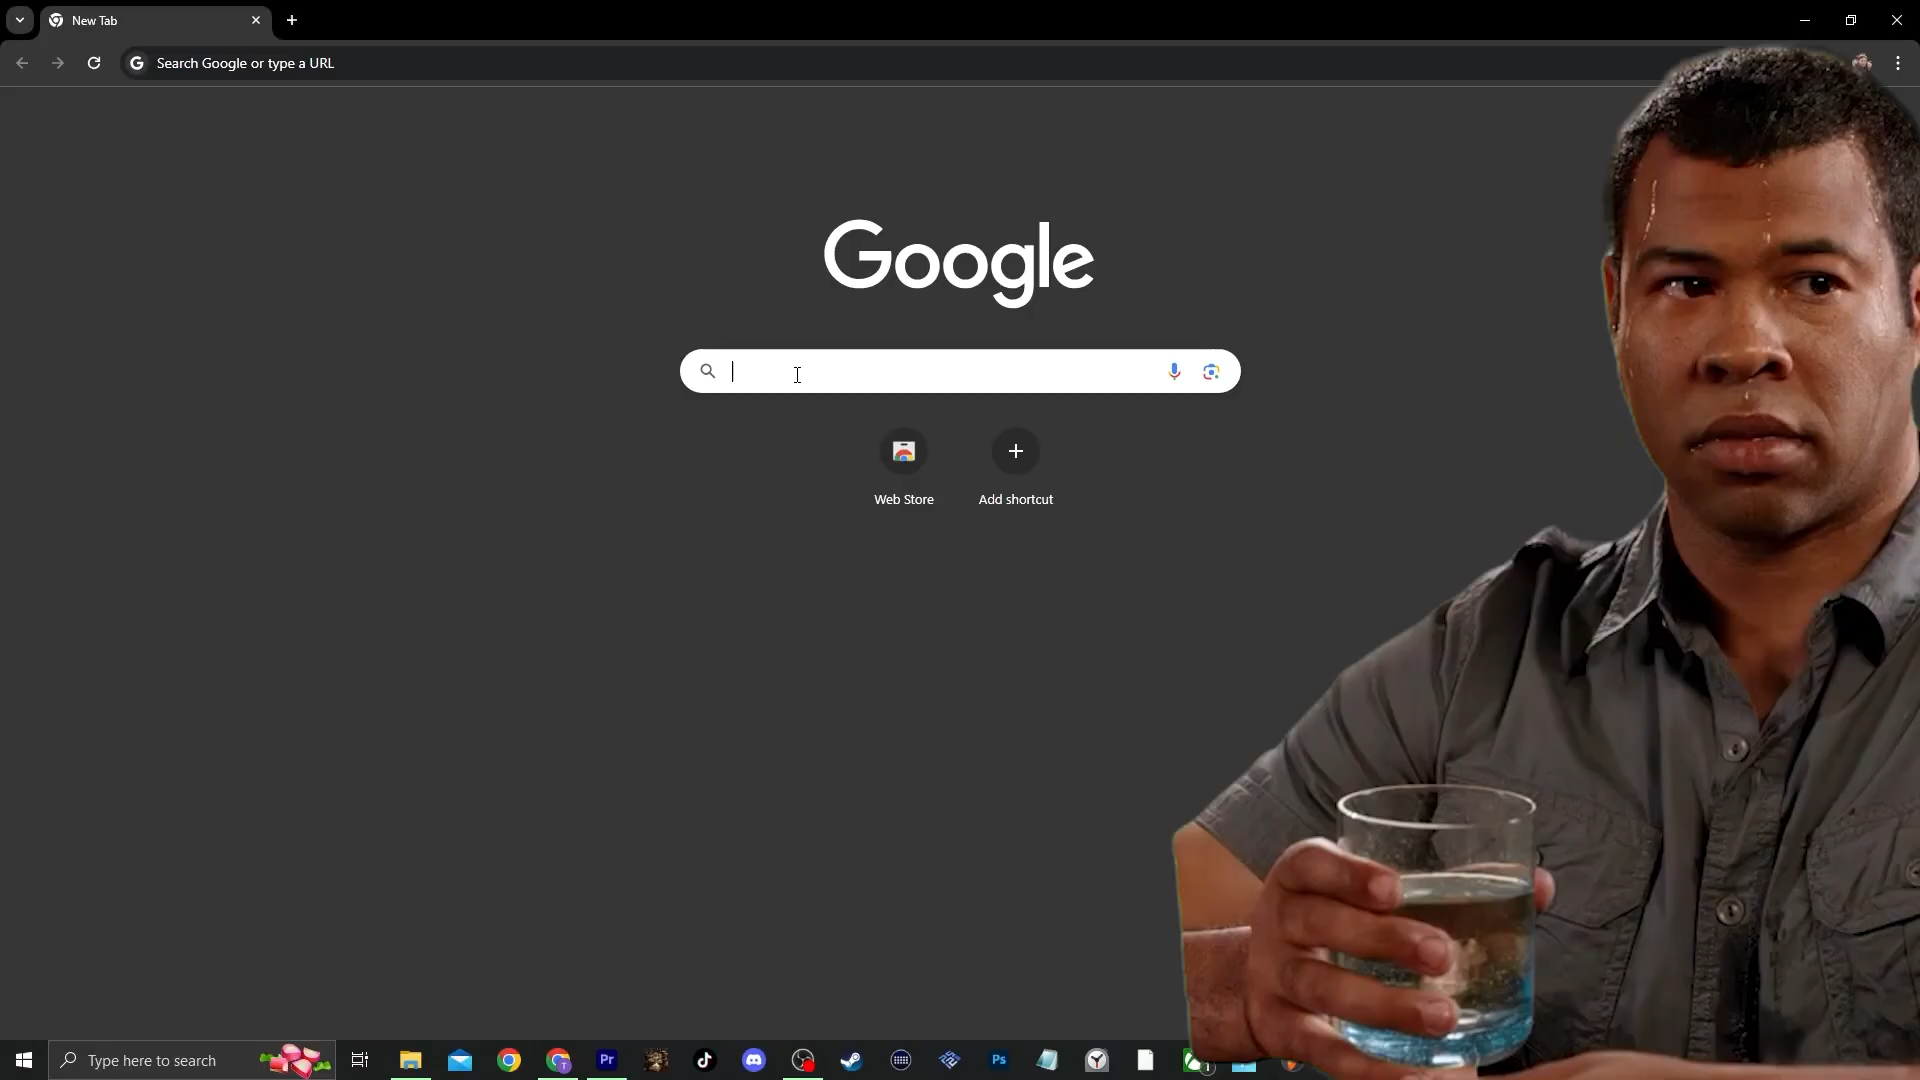 New Tab
Search Google or type a URL
Google
Web Store
Add shortcut
Type here to search
Pr
Ps